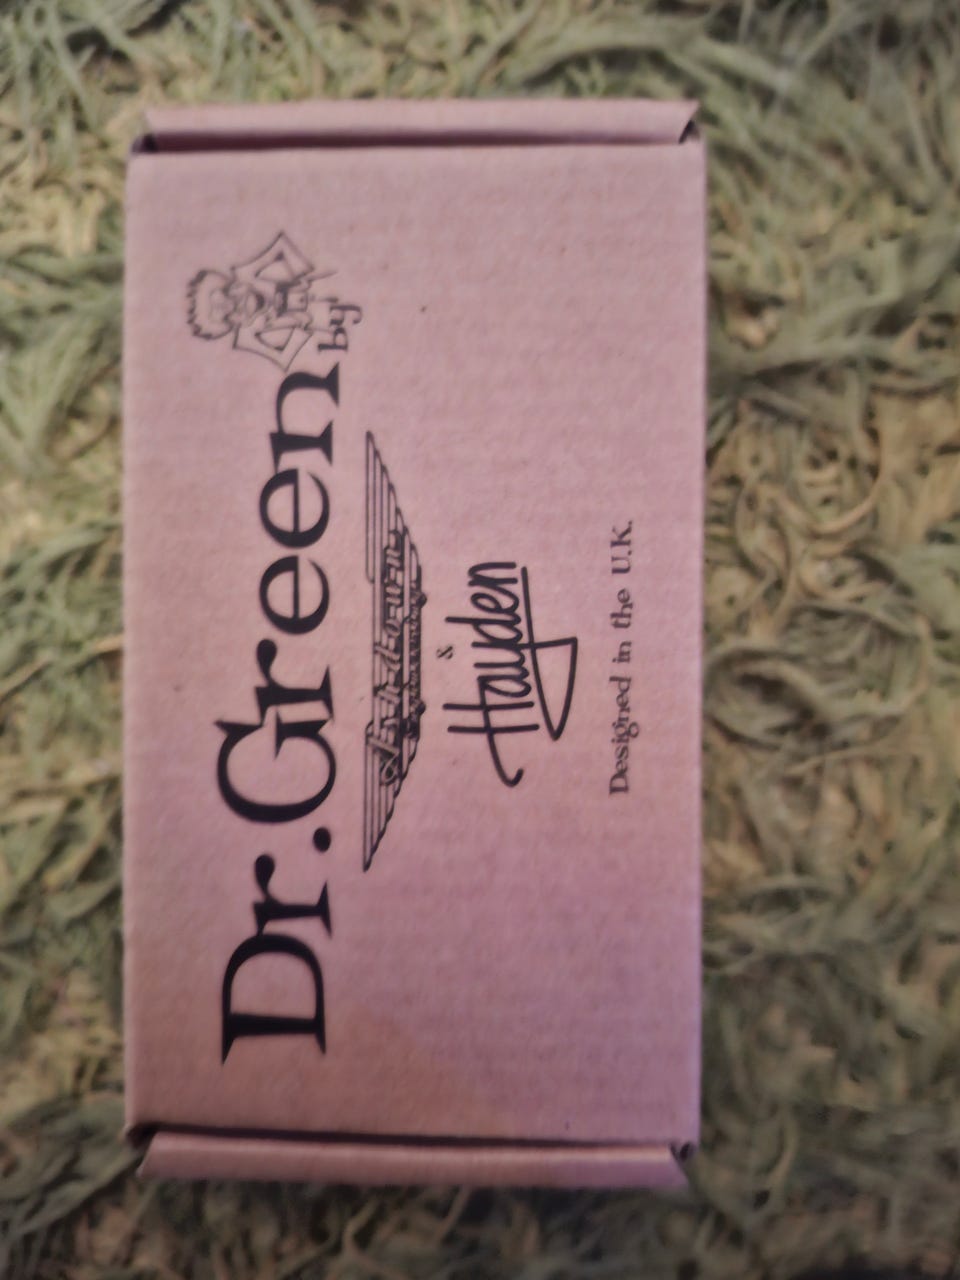 Dr.Green
by
&
Hayden
Designed in the U.K.